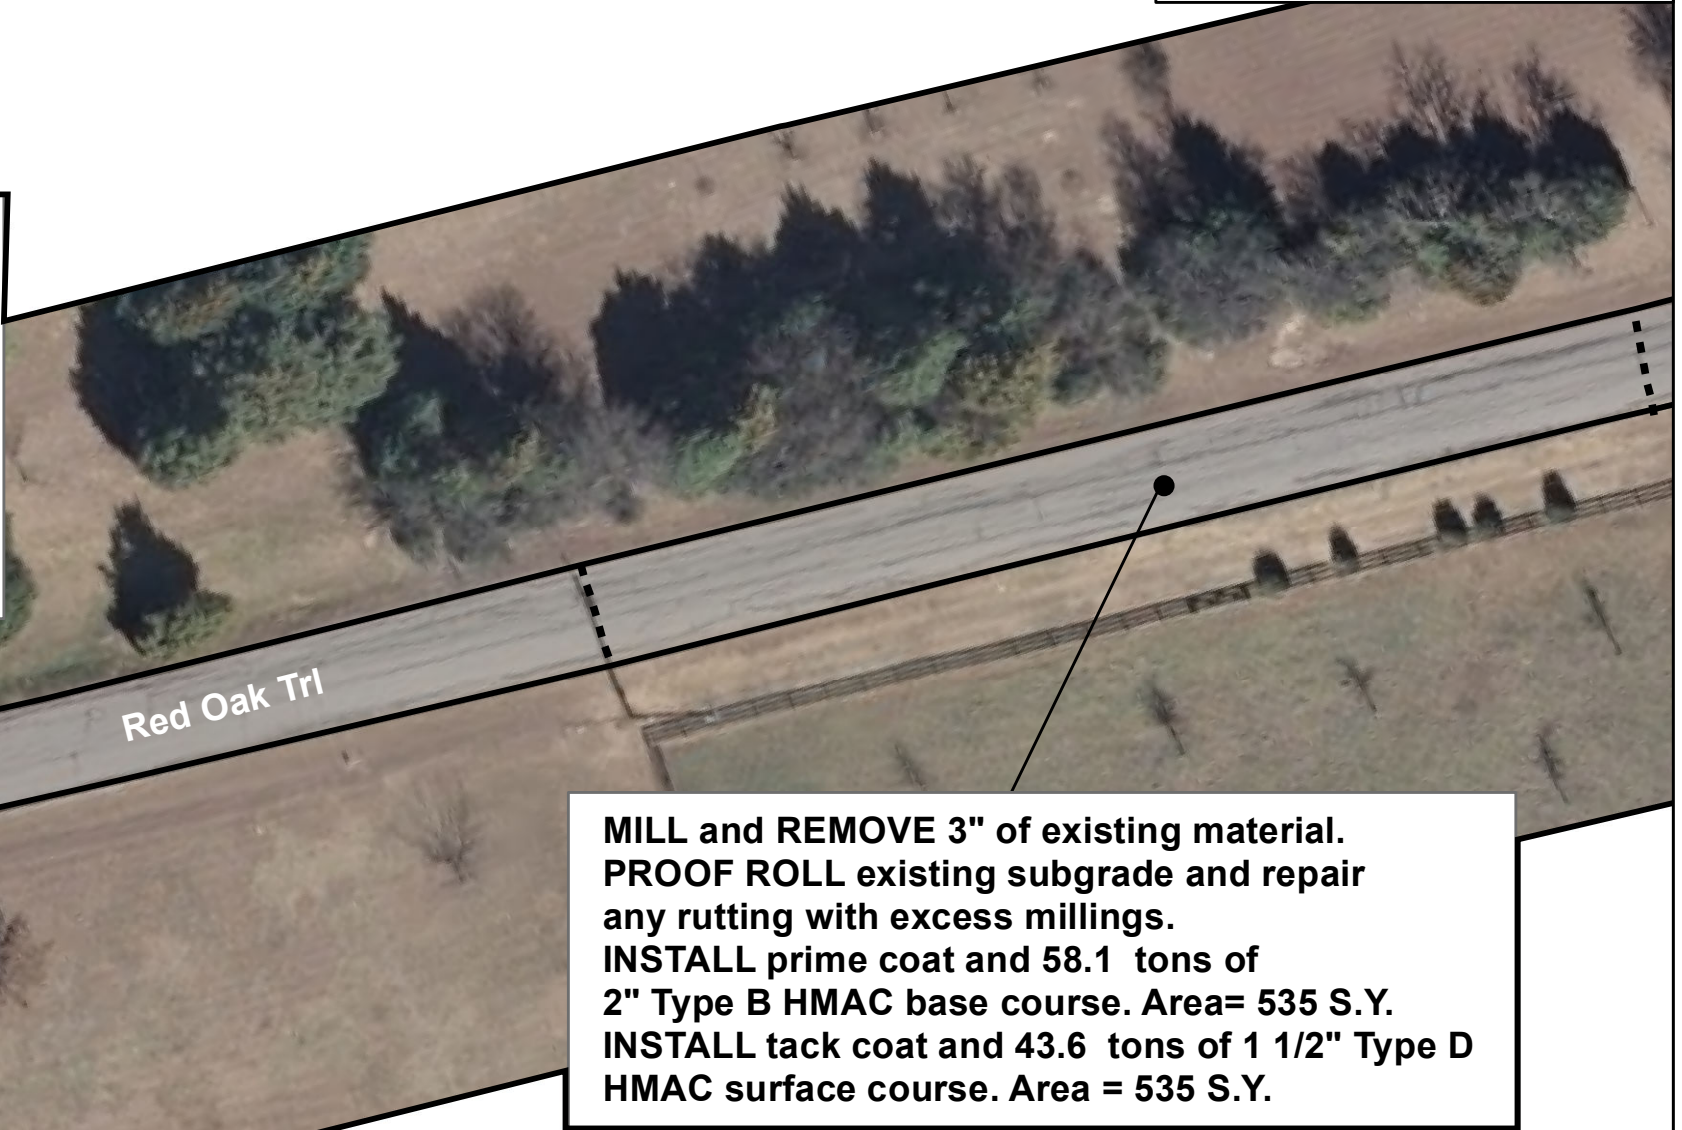 Red Oak Trl
MILL and REMOVE 3" of existing material.
PROOF ROLL existing subgrade and repair
any rutting with excess millings.
INSTALL prime coat and 58.1  tons of
2" Type B HMAC base course. Area= 535 S.Y.
INSTALL tack coat and 43.6  tons of 1 1/2" Type D
HMAC surface course. Area = 535 S.Y.